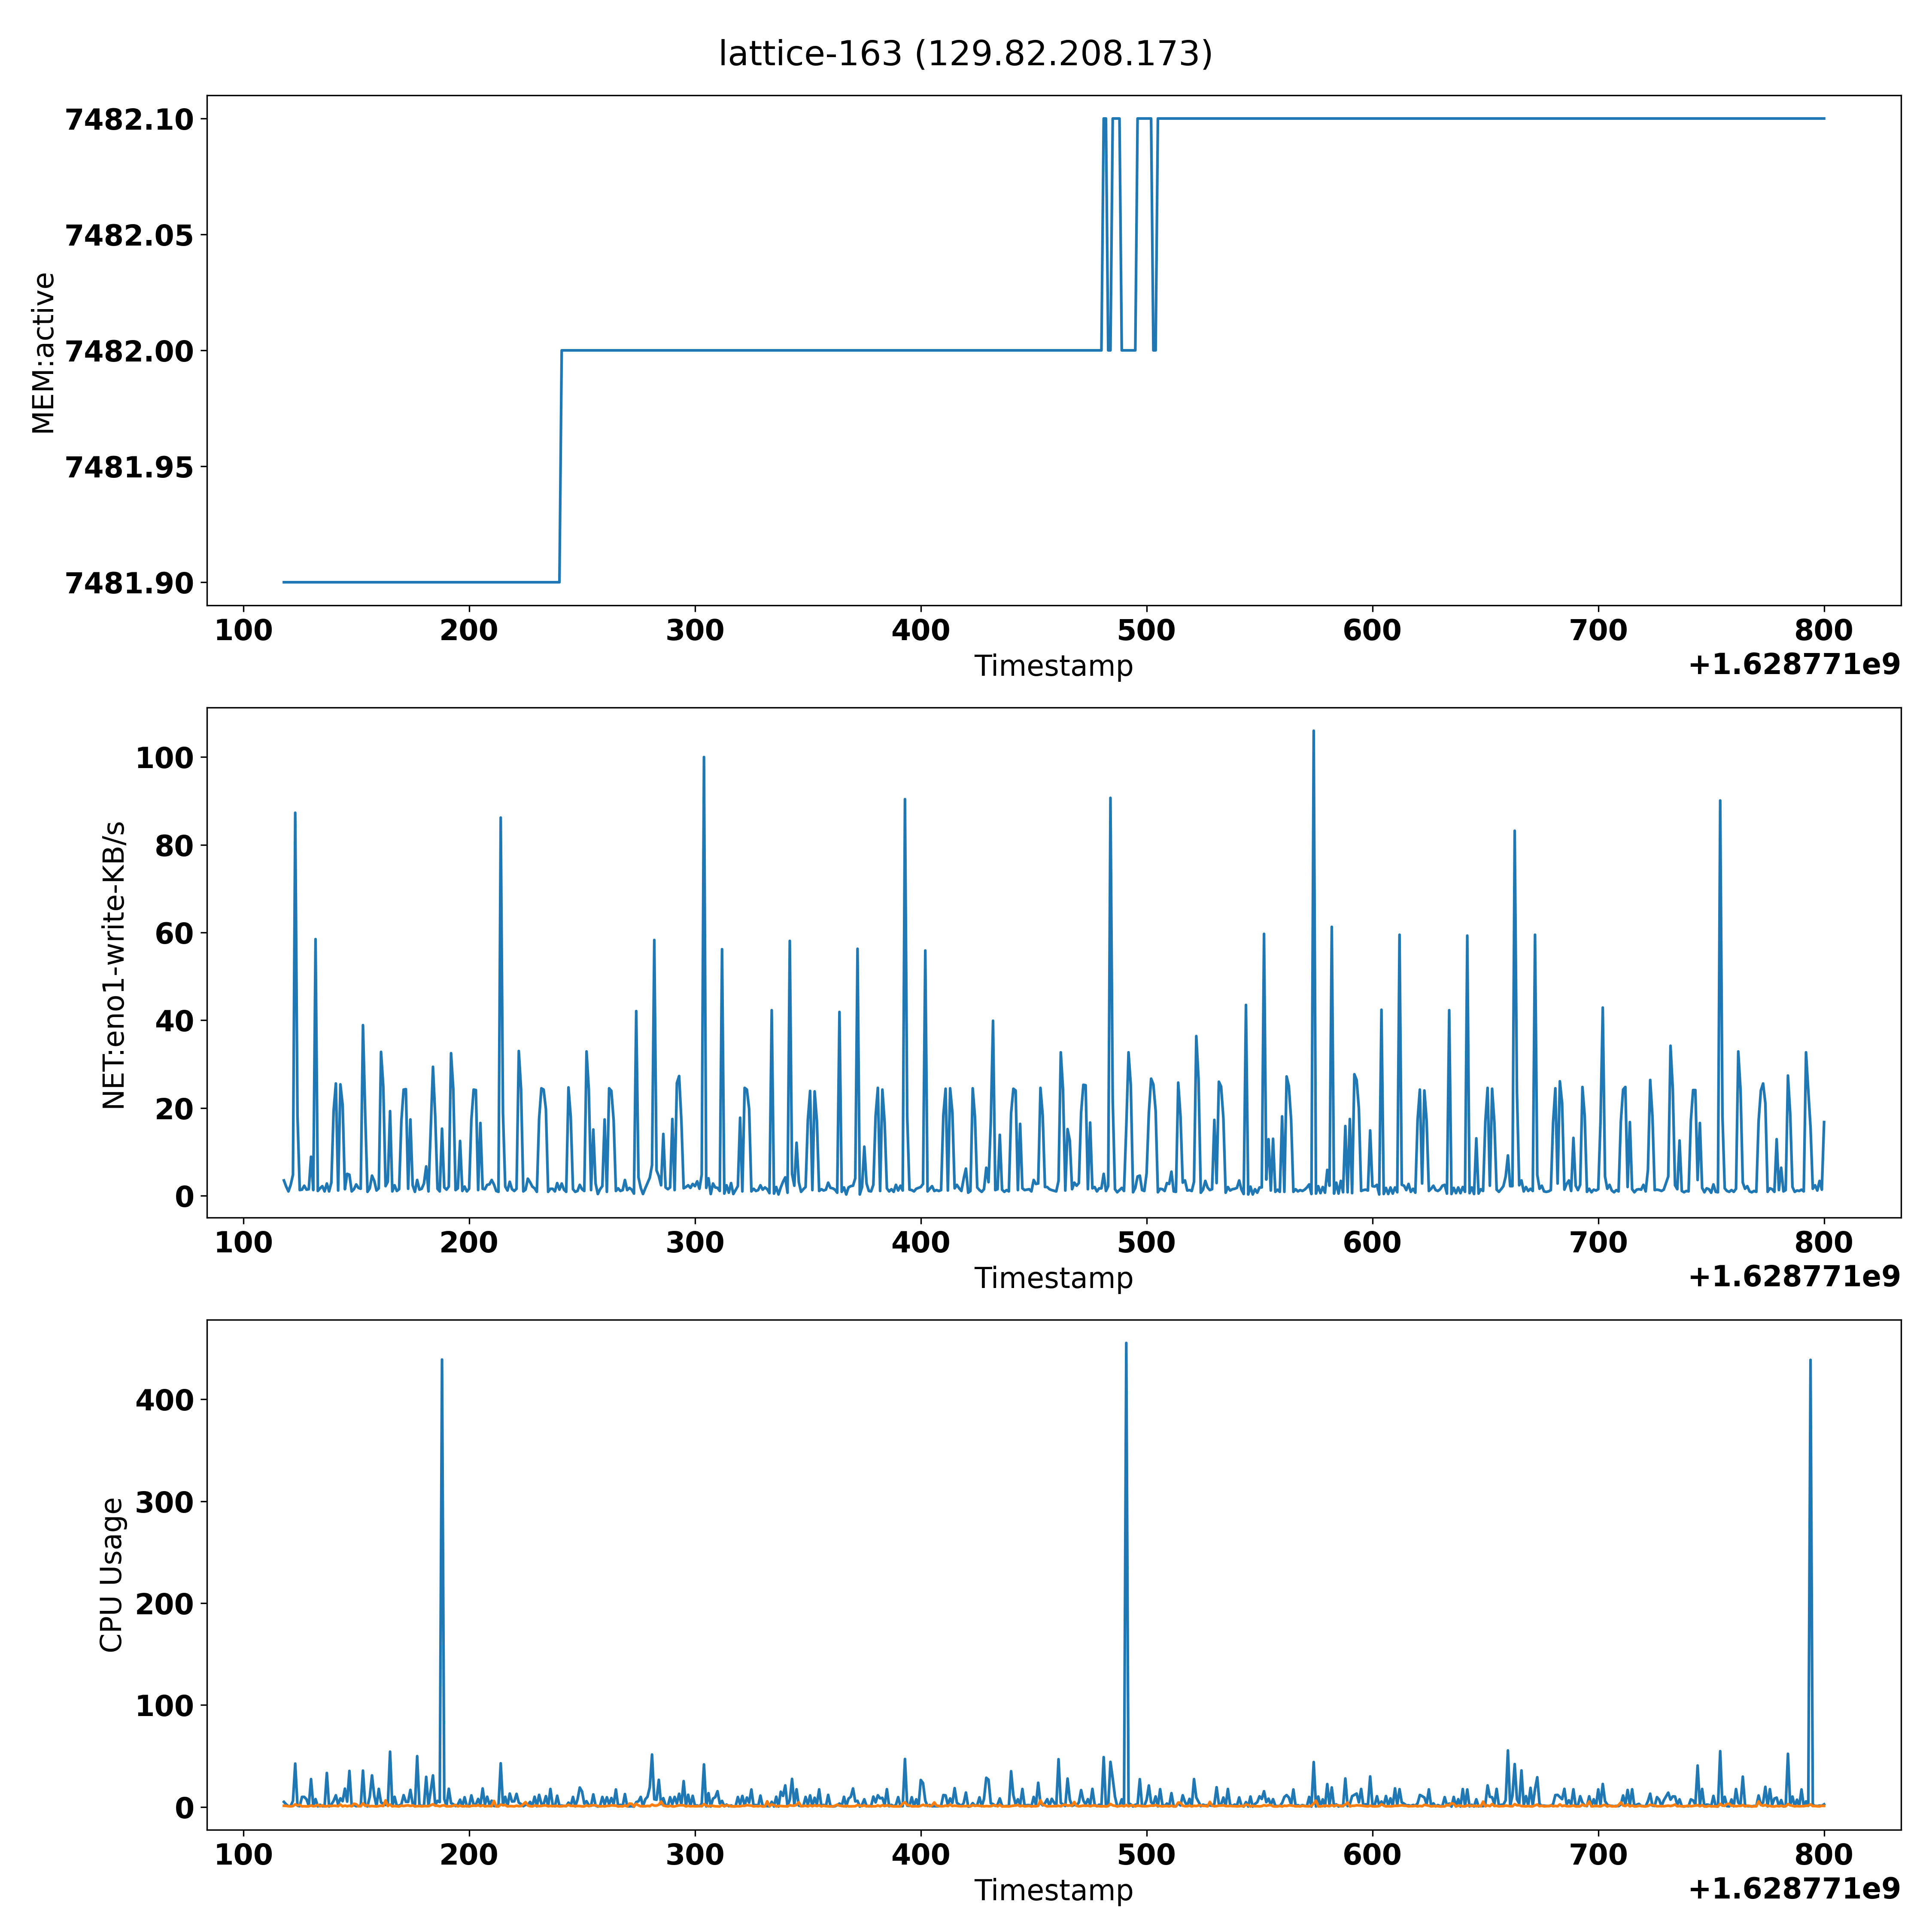 lattice-163 (129.82.208.173)
7482.10
7482.05
7482.00
7481.95
7481.90
MEM:active
100 200 300 400 500 600 700 800
Timestamp
+1.628771e9
100
80
60
40
20
0
NET:eno1-write-KB/s
100 200 300 400 500 600 700 800
Timestamp
+1.628771e9
400
300
200
100
0
CPU Usage
100 200 300 400 500 600 700 800
Timestamp
+1.628771e9